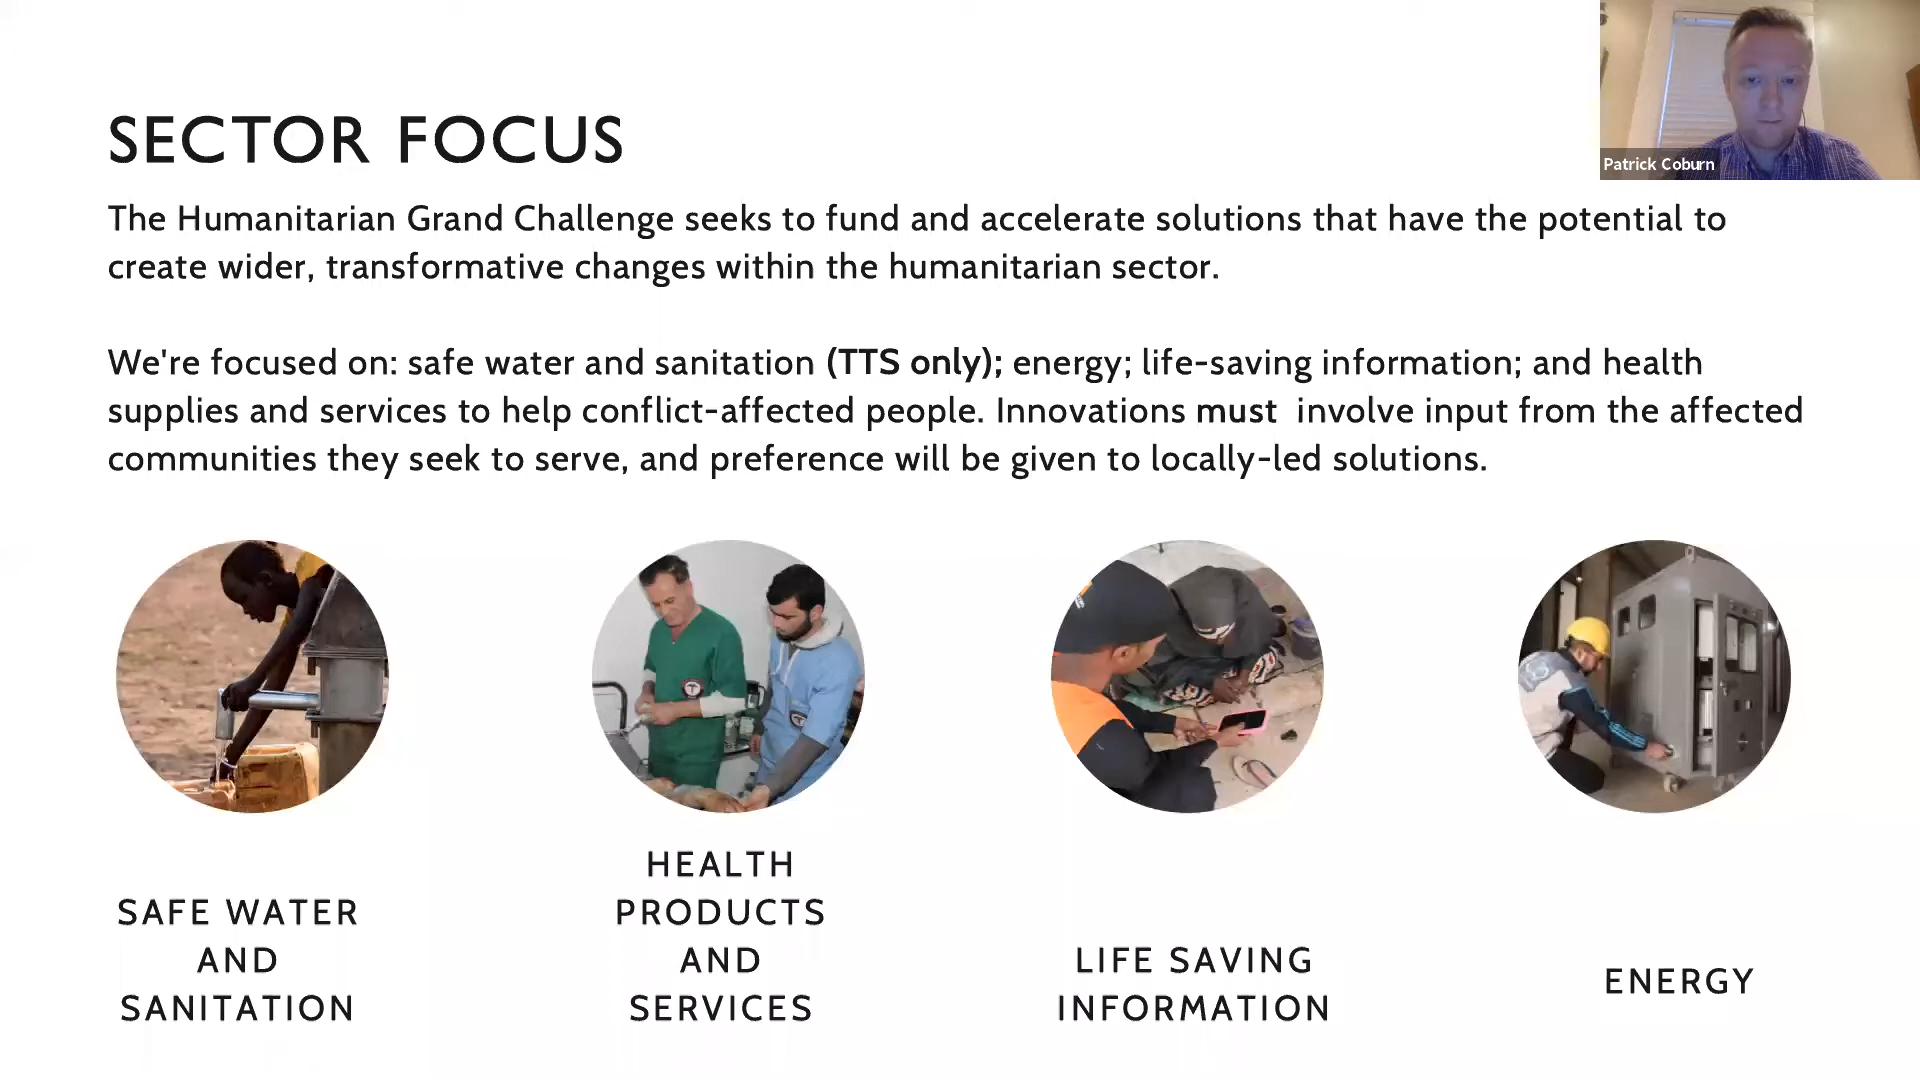 SECTOR FOCUS
Patrick Coburn
The Humanitarian Grand Challenge seeks to fund and accelerate solutions that have the potential to
create wider, transformative changes within the humanitarian sector.
We're focused on: safe water and sanitation (TTS only); energy; life-saving information; and health
supplies and services to help conflict-affected people. Innovations must involve input from the affected
communities they seek to serve, and preference will be given to locally-led solutions.
SAFE WATER
AND
SANITATION
HEALTH
PRODUCTS
AND
SERVICES
LIFE SAVING
INFORMATION
ENERGY